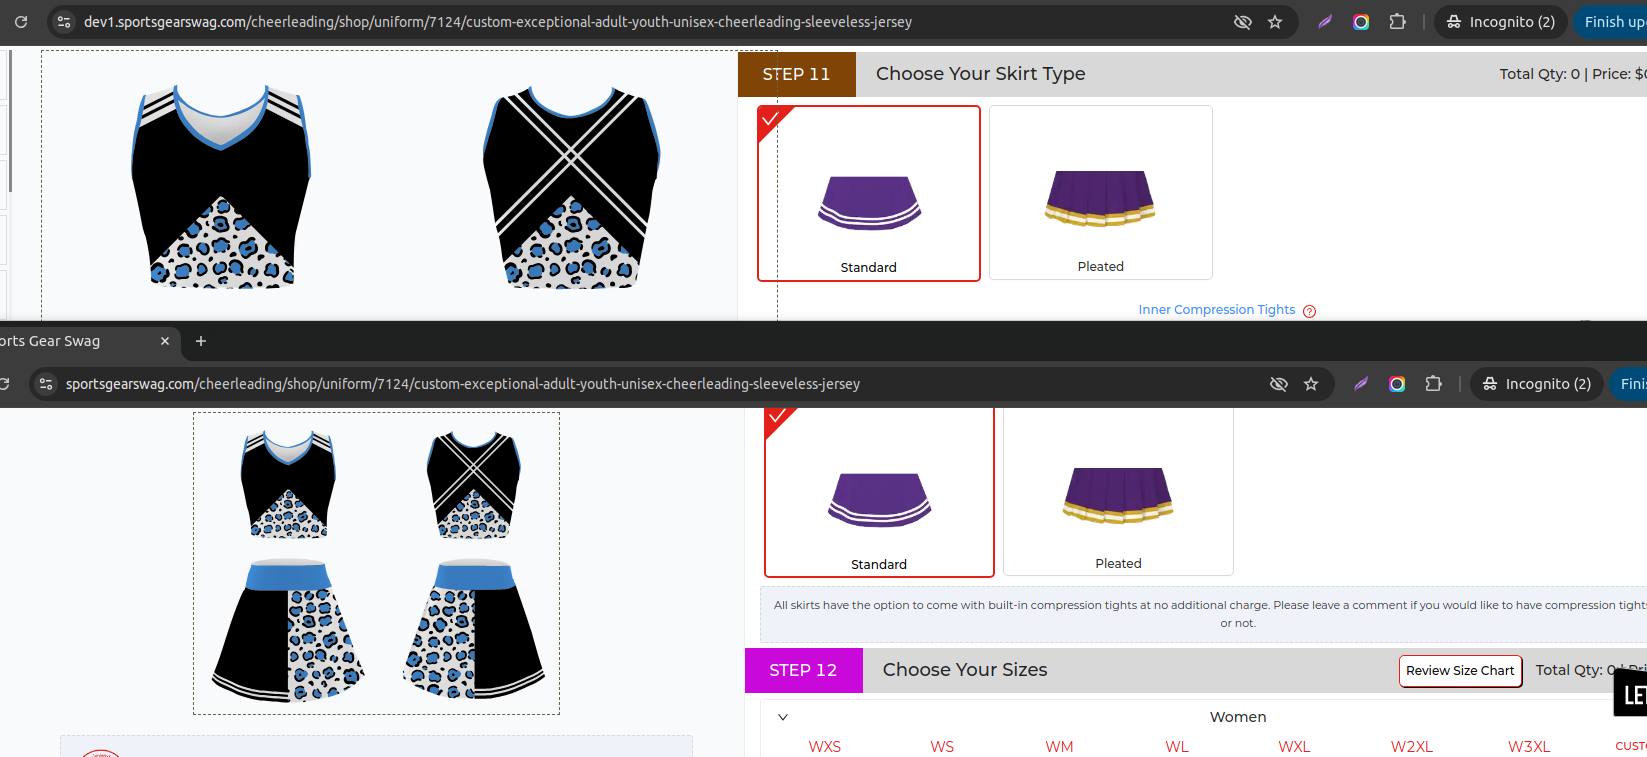 dev1.sportsgearswag.com/cheerleading/shop/uniform/7124/custom-exceptional-adult-youth-unisex-cheerleading-sleeveless-jersey
Incognito (2)
Finish up
STEP 11
Choose Your Skirt Type
Total Qty: 0 | Price: $
Standard
Pleated
Inner Compression Tights
orts Gear Swag
sportsgearswag.com/cheerleading/shop/uniform/7124/custom-exceptional-adult-youth-unisex-cheerleading-sleeveless-jersey
Incognito (2)
Fini
Standard
Pleated
All skirts have the option to come with built-in compression tights at no additional charge. Please leave a comment if you would like to have compression tights
or not.
STEP 12
Choose Your Sizes
Review Size Chart
Total Qty: 0
LET
Women
WXS
WS
WM
WL
WXL
W2XL
W3XL
CUST